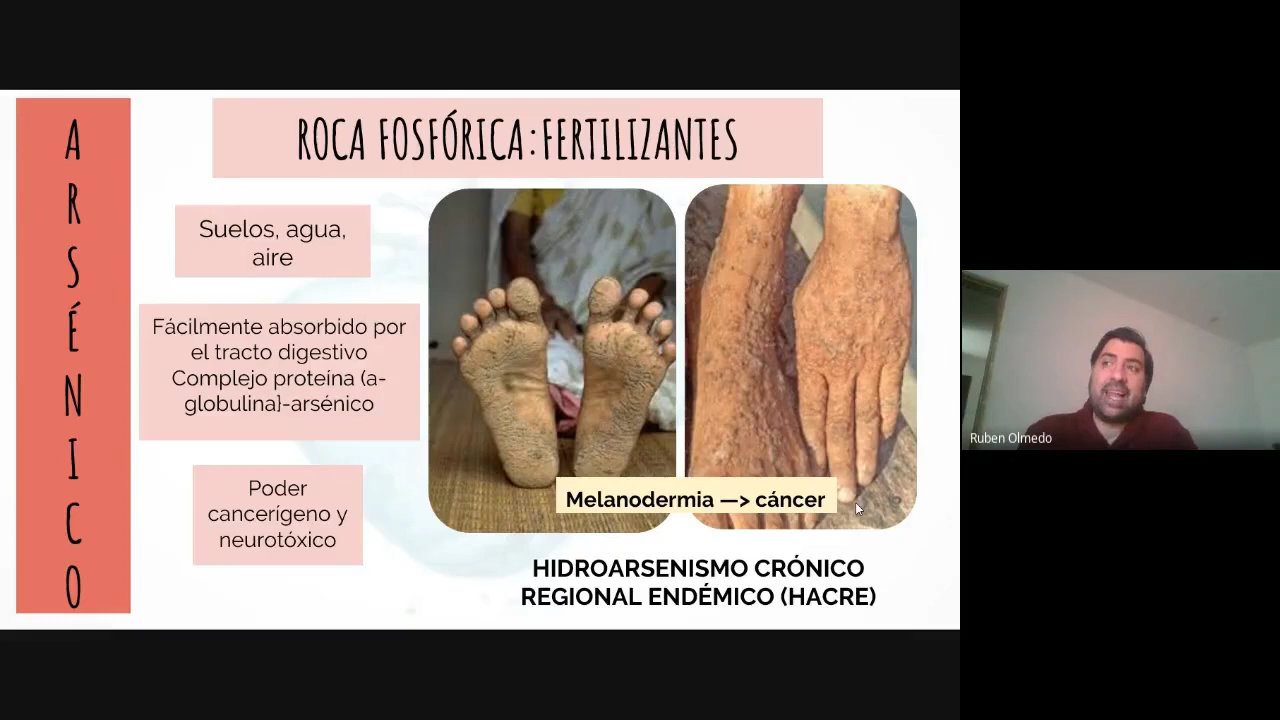 ARSÉNICO
ROCA FOSFÓRICA:FERTILIZANTES
Suelos, agua,
aire
Fácilmente absorbido por
el tracto digestivo
Complejo proteína (a-
globulina}-arsénico
Poder
cancerígeno y
neurotóxico
Melanodermia —> cáncer
HIDROARSENISMO CRÓNICO
REGIONAL ENDÉMICO (HACRE)
Ruben Olmedo